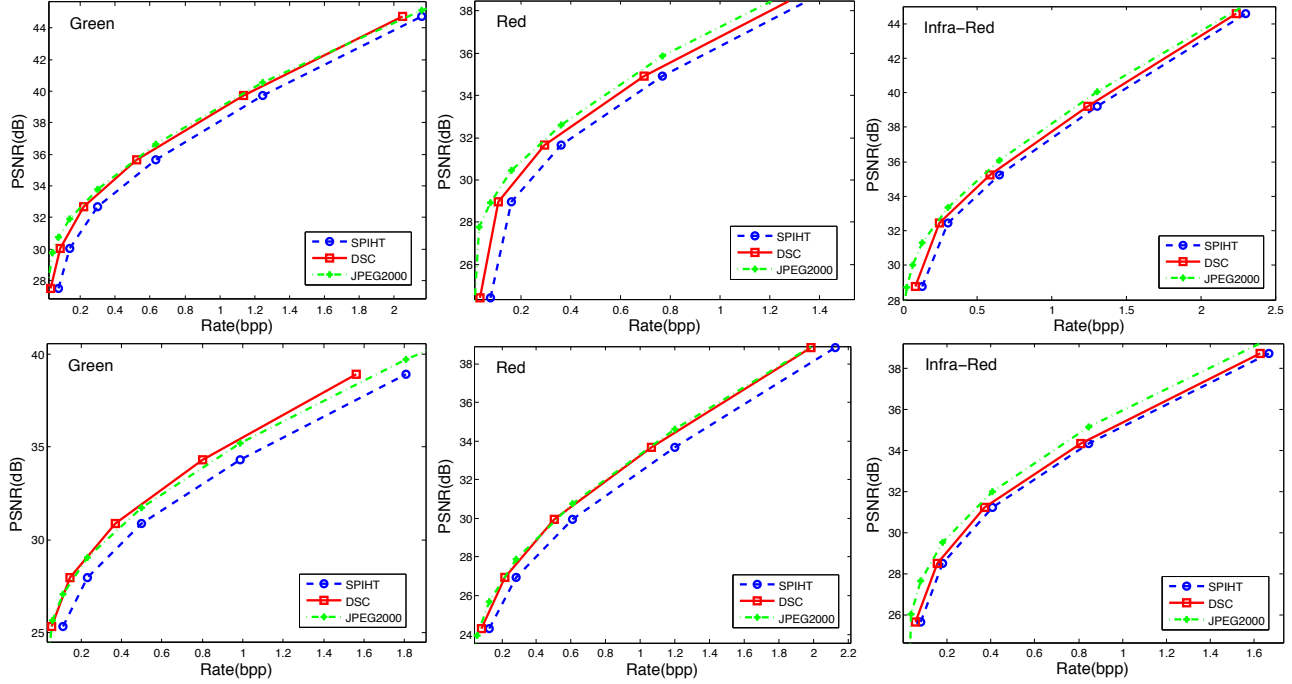 Green
PSNR(dB)
44
42
40
38
36
34
32
30
28
0.2 0.4 0.6 0.8 1 1.2 1.4 1.6 1.8 2
Rate(bpp)
SPIHT
DSC
JPEG2000
Red
PSNR(dB)
38
36
34
32
30
28
26
0.2 0.4 0.6 0.8 1 1.2 1.4
Rate(bpp)
SPIHT
DSC
JPEG2000
Infra-Red
PSNR(dB)
44
42
40
38
36
34
32
30
28
0 0.5 1 1.5 2 2.5
Rate(bpp)
SPIHT
DSC
JPEG2000
Green
PSNR(dB)
40
35
30
25
0.2 0.4 0.6 0.8 1 1.2 1.4 1.6 1.8
Rate(bpp)
SPIHT
DSC
JPEG2000
Red
PSNR(dB)
38
36
34
32
30
28
26
24
0.2 0.4 0.6 0.8 1 1.2 1.4 1.6 1.8 2 2.2
Rate(bpp)
SPIHT
DSC
JPEG2000
Infra-Red
PSNR(dB)
38
36
34
32
30
28
26
0 0.2 0.4 0.6 0.8 1 1.2 1.4 1.6
Rate(bpp)
SPIHT
DSC
JPEG2000